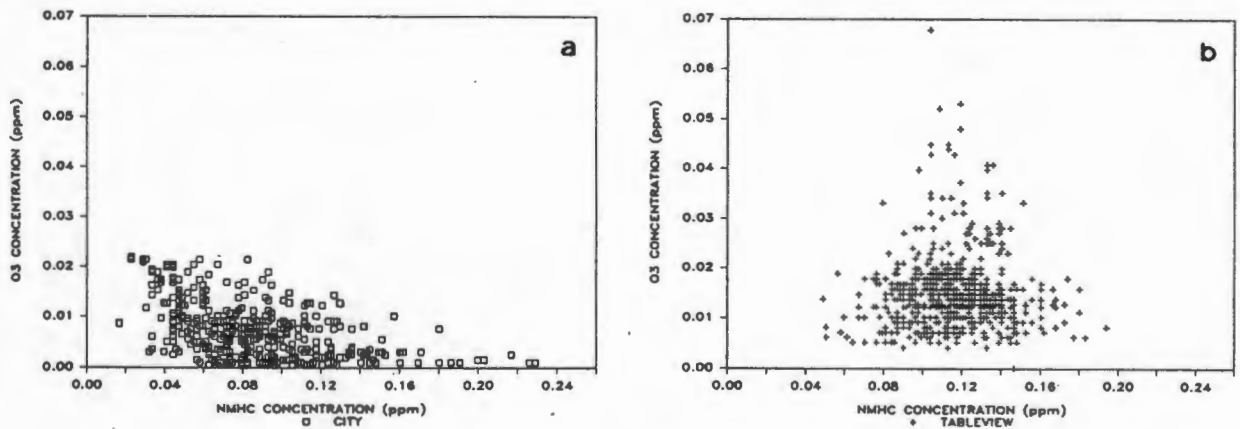 a
0.07
0.06
0.05
0.04
0.03
0.02
0.01
0.00
O3 CONCENTRATION (ppm)
0.00 0.04 0.08 0.12 0.16 0.20 0.24
NMHC CONCENTRATION (ppm)
CITY
b
0.07
0.06
0.05
0.04
0.03
0.02
0.01
0.00
O3 CONCENTRATION (ppm)
0.00 0.04 0.08 0.12 0.16 0.20 0.24
NMHC CONCENTRATION (ppm)
TABLEVIEW